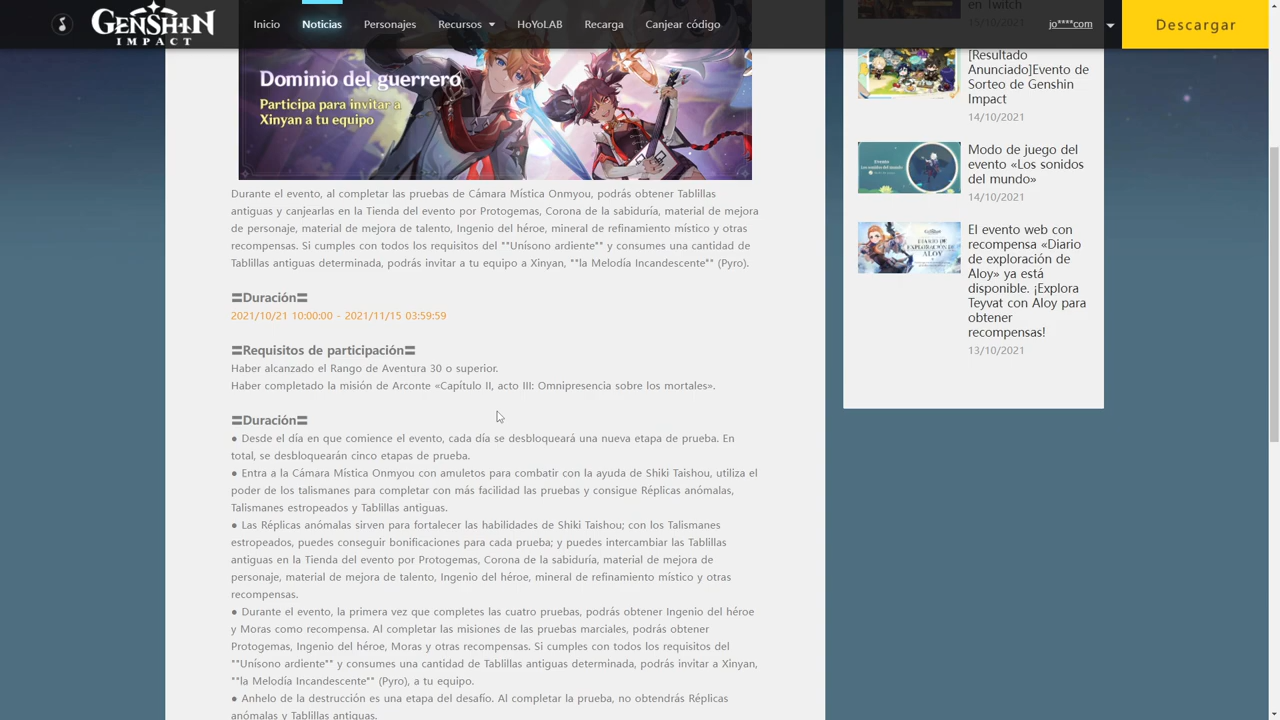 GENSHIN
IMPACT
Inicio
Noticias
Personajes
Recursos
HoYoLAB
Recarga
Canjear código
jo****com
Descargar
Dominio del guerrero
Participa para invitar a
Xinyan a tu equipo
Durante el evento, al completar las pruebas de Cámara Mística Onmyou, podrás obtener Tablillas
antiguas y canjearlas en la Tienda del evento por Protogemas, Corona de la sabiduría, material de mejora
de personaje, material de mejora de talento, Ingenio del héroe, mineral de refinamiento místico y otras
recompensas. Si cumples con todos los requisitos del **Unísono ardiente** y consumes una cantidad de
Tablillas antiguas determinada, podrás invitar a tu equipo a Xinyan, **la Melodía Incandescente** (Pyro).
〓Duración〓
2021/10/21 10:00:00 - 2021/11/15 03:59:59
〓Requisitos de participación〓
Haber alcanzado el Rango de Aventura 30 o superior.
Haber completado la misión de Arconte «Capítulo II, acto III: Omnipresencia sobre los mortales».
〓Duración〓
● Desde el día en que comience el evento, cada día se desbloqueará una nueva etapa de prueba. En
total, se desbloquearán cinco etapas de prueba.
● Entra a la Cámara Mística Onmyou con amuletos para combatir con la ayuda de Shiki Taishou, utiliza el
poder de los talismanes para completar con más facilidad las pruebas y consigue Réplicas anómalas,
Talismanes estropeados y Tablillas antiguas.
● Las Réplicas anómalas sirven para fortalecer las habilidades de Shiki Taishou; con los Talismanes
estropeados, puedes conseguir bonificaciones para cada prueba; y puedes intercambiar las Tablillas
antiguas en la Tienda del evento por Protogemas, Corona de la sabiduría, material de mejora de
personaje, material de mejora de talento, Ingenio del héroe, mineral de refinamiento místico y otras
recompensas.
● Durante el evento, la primera vez que completes las cuatro pruebas, podrás obtener Ingenio del héroe
y Moras como recompensa. Al completar las misiones de las pruebas marciales, podrás obtener
Protogemas, Ingenio del héroe, Moras y otras recompensas. Si cumples con todos los requisitos del
**Unísono ardiente** y consumes una cantidad de Tablillas antiguas determinada, podrás invitar a Xinyan,
**la Melodía Incandescente** (Pyro), a tu equipo.
● Anhelo de la destrucción es una etapa del desafío. Al completar la prueba, no obtendrás Réplicas
anómalas y Tablillas antiguas.
en Twitch
15/10/2021
[Resultado
Anunciado]Evento de
Sorteo de Genshin
Impact
14/10/2021
Modo de juego del
evento «Los sonidos
del mundo»
14/10/2021
El evento web con
recompensa «Diario
de exploración de
Aloy» ya está
disponible. ¡Explora
Teyvat con Aloy para
obtener
recompensas!
13/10/2021